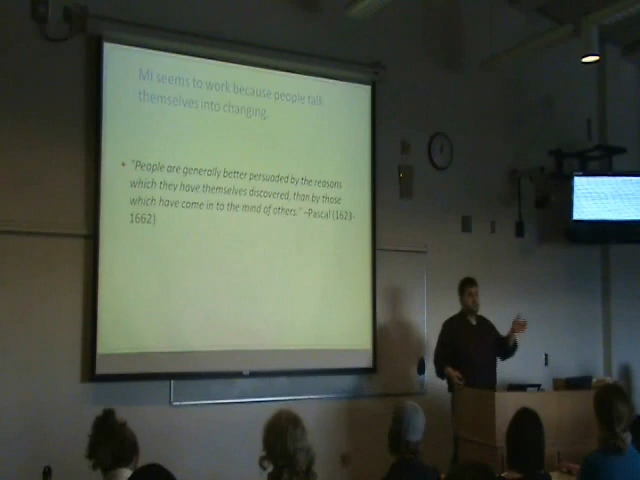 MI seems to work because people talk
themselves into changing.
• "People are generally better persuaded by the reasons
which they have themselves discovered, than by those
which have come in to the mind of others." –Pascal (1623-
1662)